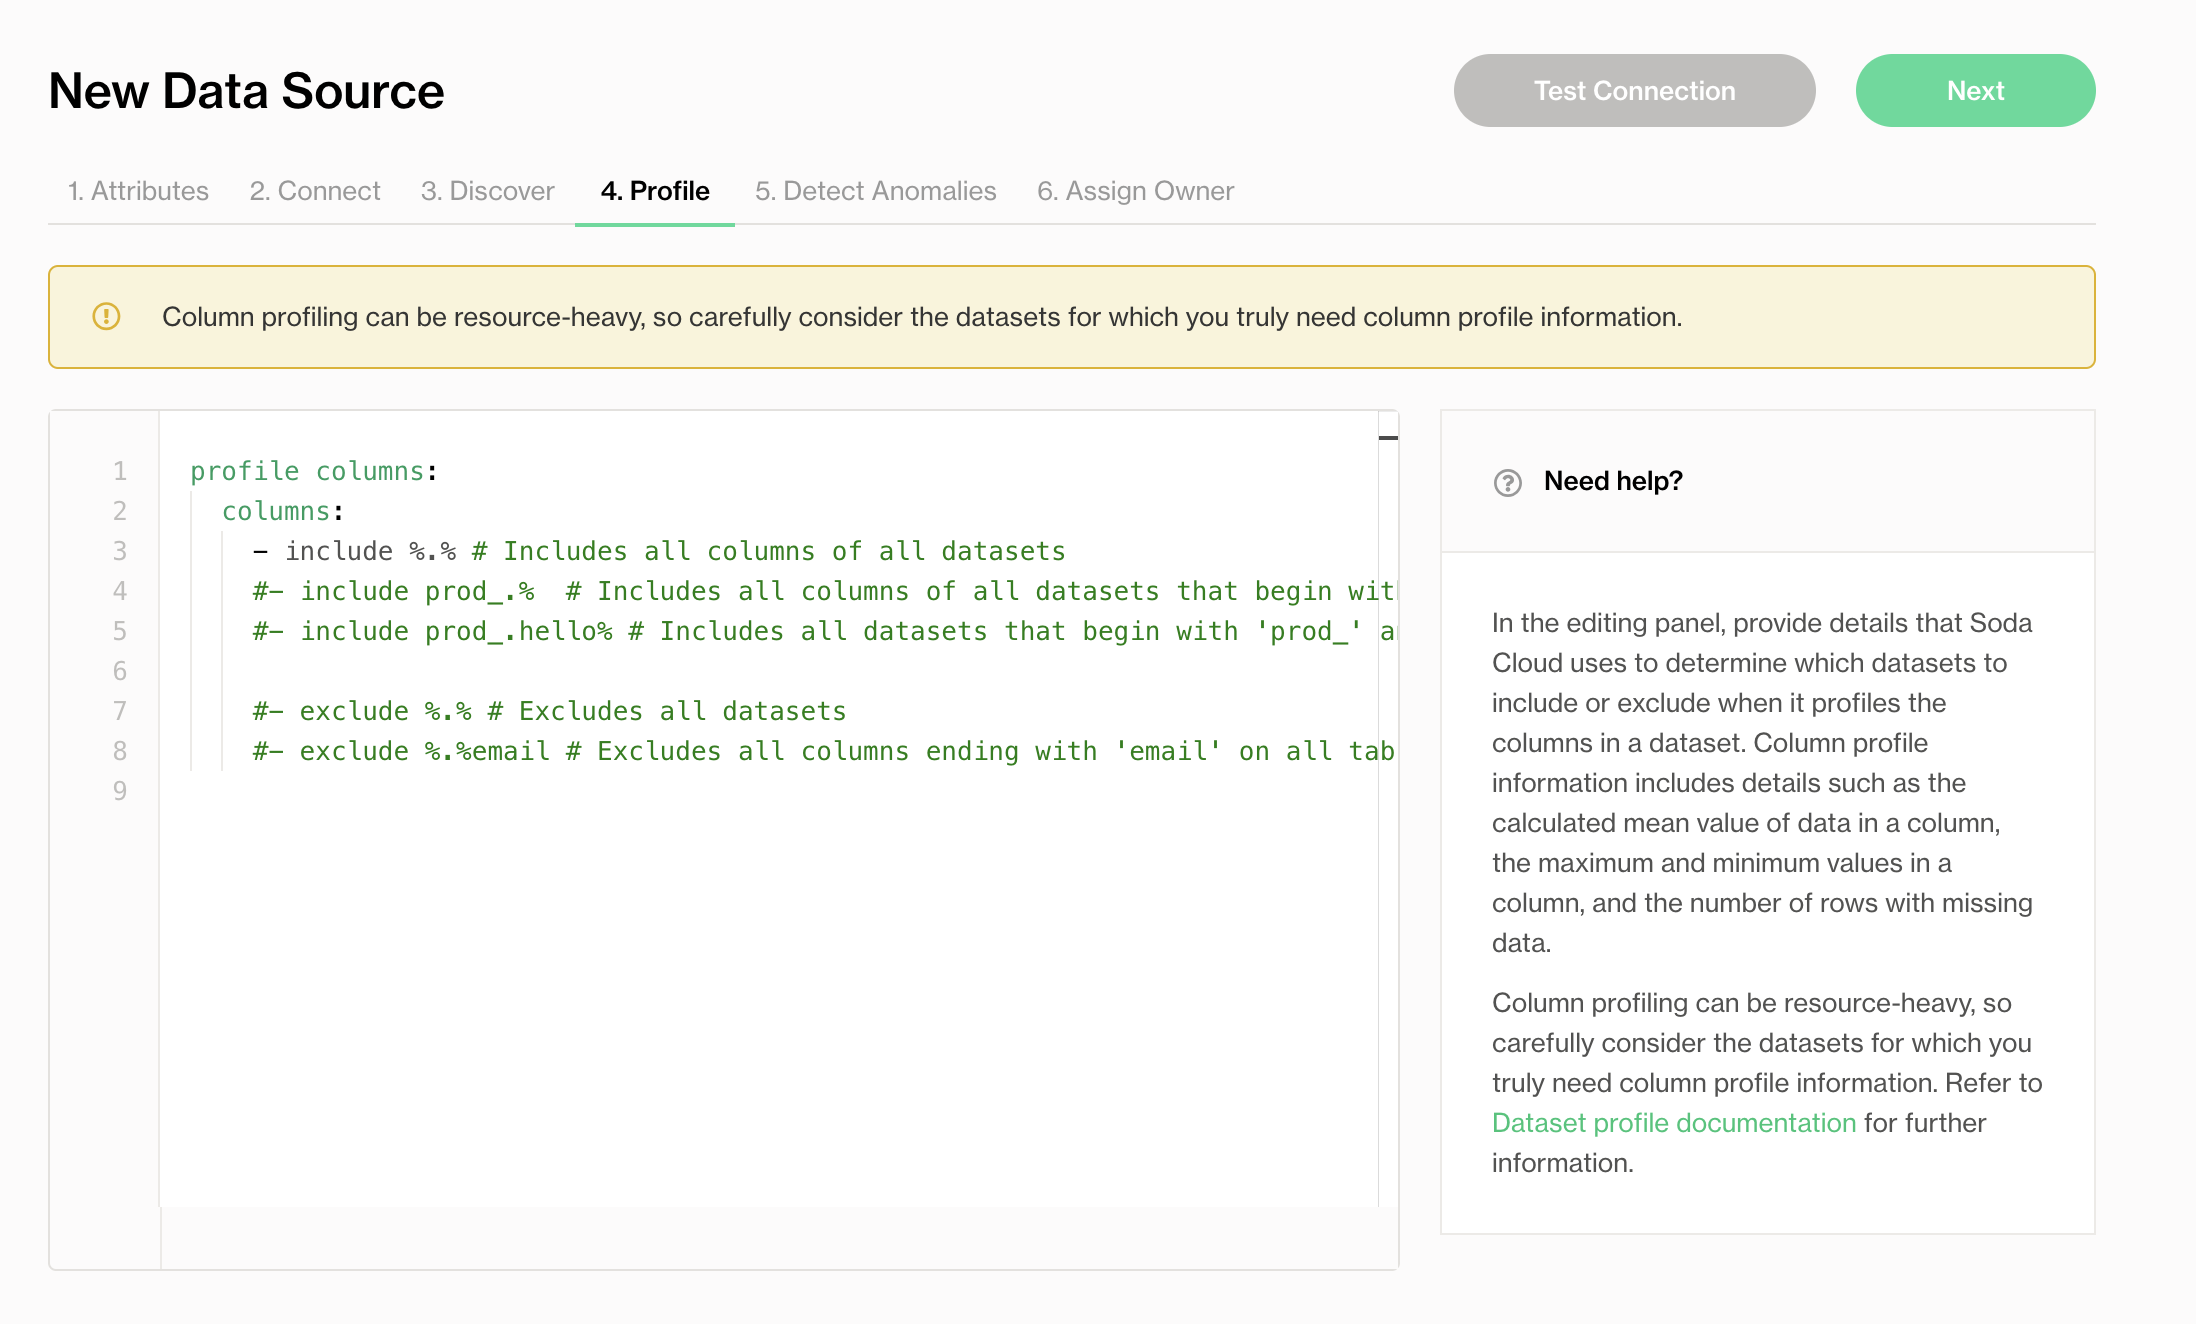 New Data Source
Test Connection
Next
1. Attributes
2. Connect
3. Discover
4. Profile
5. Detect Anomalies
6. Assign Owner
Column profiling can be resource-heavy, so carefully consider the datasets for which you truly need column profile information.
1 profile columns:
2 columns:
3 - include %.% # Includes all columns of all datasets
4 #- include prod_.%  # Includes all columns of all datasets that begin wit
5 #- include prod_.hello% # Includes all datasets that begin with 'prod_' a
6
7 #- exclude %.% # Excludes all datasets
8 #- exclude %.%email # Excludes all columns ending with 'email' on all tab
9
Need help?
In the editing panel, provide details that Soda
Cloud uses to determine which datasets to
include or exclude when it profiles the
columns in a dataset. Column profile
information includes details such as the
calculated mean value of data in a column,
the maximum and minimum values in a
column, and the number of rows with missing
data.
Column profiling can be resource-heavy, so
carefully consider the datasets for which you
truly need column profile information. Refer to
Dataset profile documentation for further
information.